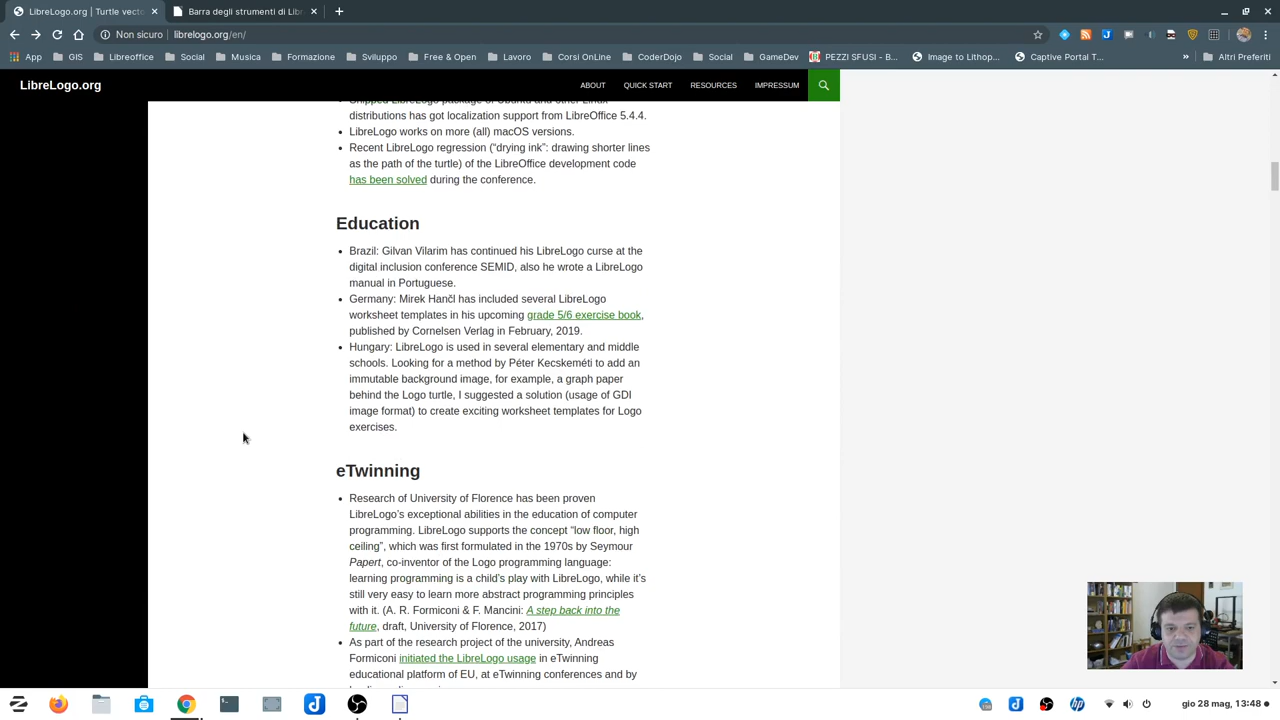 LibreLogo.org | Turtle vecto
Barra degli strumenti di Lib
Non sicuro
librelogo.org/en/
App
GIS
Libreoffice
Social
Musica
Formazione
Sviluppo
Free & Open
Lavoro
Corsi OnLine
CoderDojo
Social
GameDev
PEZZI SFUSI - B...
Image to Lithop...
Captive Portal T...
»
Altri Preferiti
LibreLogo.org
ABOUT
QUICK START
RESOURCES
IMPRESSUM
Shipped LibreLogo package of Ubuntu and other Linux
distributions has got localization support from LibreOffice 5.4.4.
LibreLogo works on more (all) macOS versions.
Recent LibreLogo regression (“drying ink”: drawing shorter lines
as the path of the turtle) of the LibreOffice development code
has been solved during the conference.
Education
Brazil: Gilvan Vilarim has continued his LibreLogo curse at the
digital inclusion conference SEMID, also he wrote a LibreLogo
manual in Portuguese.
Germany: Mirek Hančl has included several LibreLogo
worksheet templates in his upcoming grade 5/6 exercise book,
published by Cornelsen Verlag in February, 2019.
Hungary: LibreLogo is used in several elementary and middle
schools. Looking for a method by Péter Kecskeméti to add an
immutable background image, for example, a graph paper
behind the Logo turtle, I suggested a solution (usage of GDI
image format) to create exciting worksheet templates for Logo
exercises.
eTwinning
Research of University of Florence has been proven
LibreLogo’s exceptional abilities in the education of computer
programming. LibreLogo supports the concept “low floor, high
ceiling”, which was first formulated in the 1970s by Seymour
Papert, co-inventor of the Logo programming language:
learning programming is a child’s play with LibreLogo, while it’s
still very easy to learn more abstract programming principles
with it. (A. R. Formiconi & F. Mancini: A step back into the
future, draft, University of Florence, 2017)
As part of the research project of the university, Andreas
Formiconi initiated the LibreLogo usage in eTwinning
educational platform of EU, at eTwinning conferences and by
gio 28 mag, 13:48